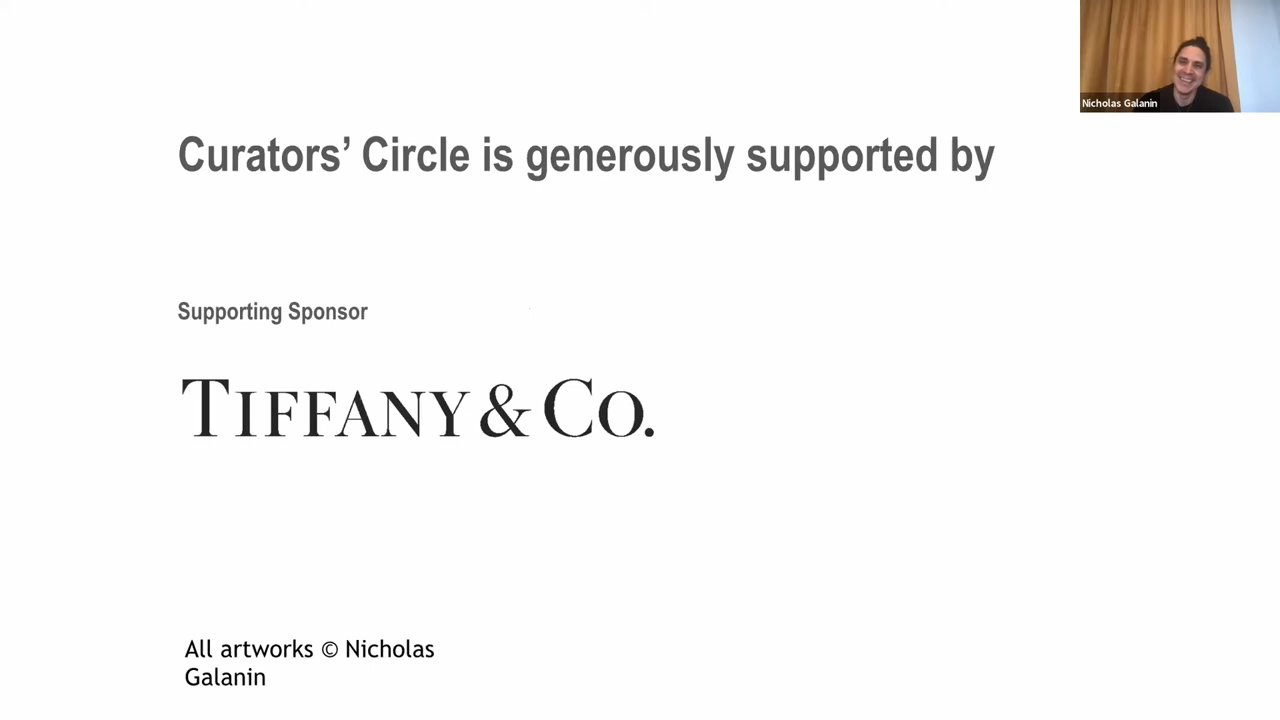 Nicholas Galanin
Curators’ Circle is generously supported by
Supporting Sponsor
TIFFANY & CO.
All artworks © Nicholas
Galanin